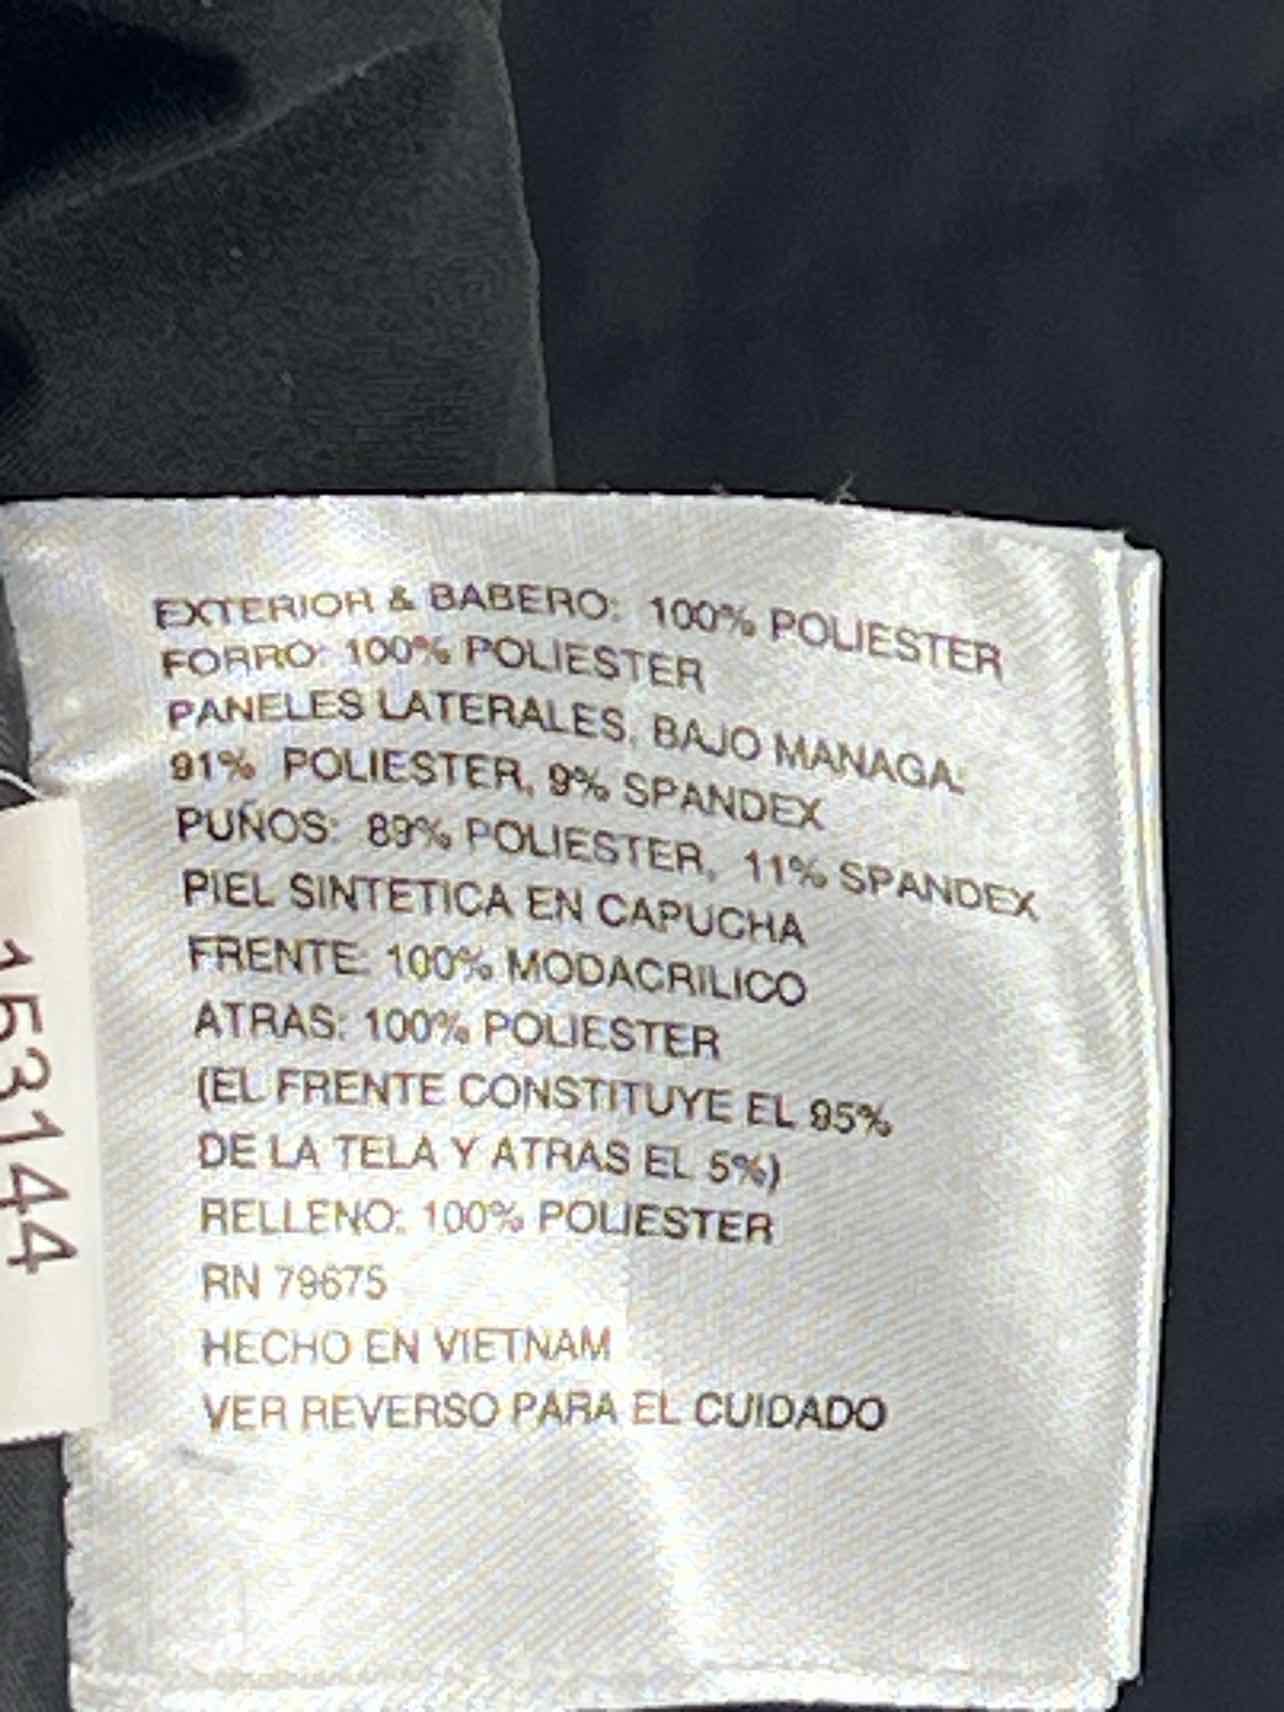 EXTERIOR & BABERO: 100% POLIESTER
FORRO: 100% POLIESTER
PANELES LATERALES, BAJO MANAGA:
91% POLIESTER, 9% SPANDEX
PUÑOS: 89% POLIESTER, 11% SPANDEX
PIEL SINTETICA EN CAPUCHA
FRENTE: 100% MODACRILICO
ATRAS: 100% POLIESTER
(EL FRENTE CONSTITUYE EL 95%
DE LA TELA Y ATRAS EL 5%)
RELLENO: 100% POLIESTER
RN 79675
HECHO EN VIETNAM
VER REVERSO PARA EL CUIDADO
153144